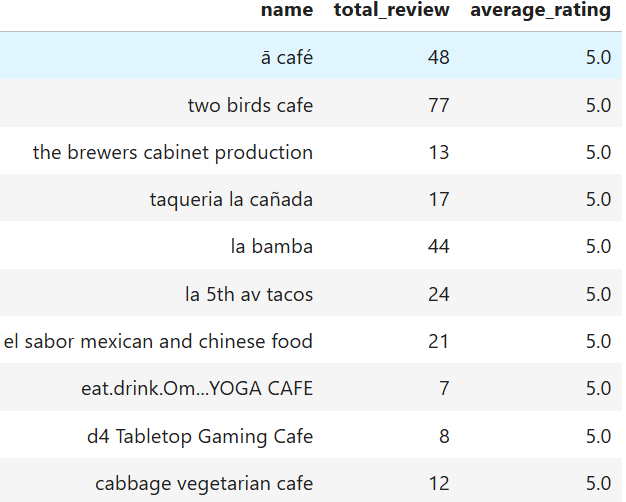 name total_review average_rating
ā café 48 5.0
two birds cafe 77 5.0
the brewers cabinet production 13 5.0
taqueria la cañada 17 5.0
la bamba 44 5.0
la 5th av tacos 24 5.0
el sabor mexican and chinese food 21 5.0
eat.drink.Om...YOGA CAFE 7 5.0
d4 Tabletop Gaming Cafe 8 5.0
cabbage vegetarian cafe 12 5.0